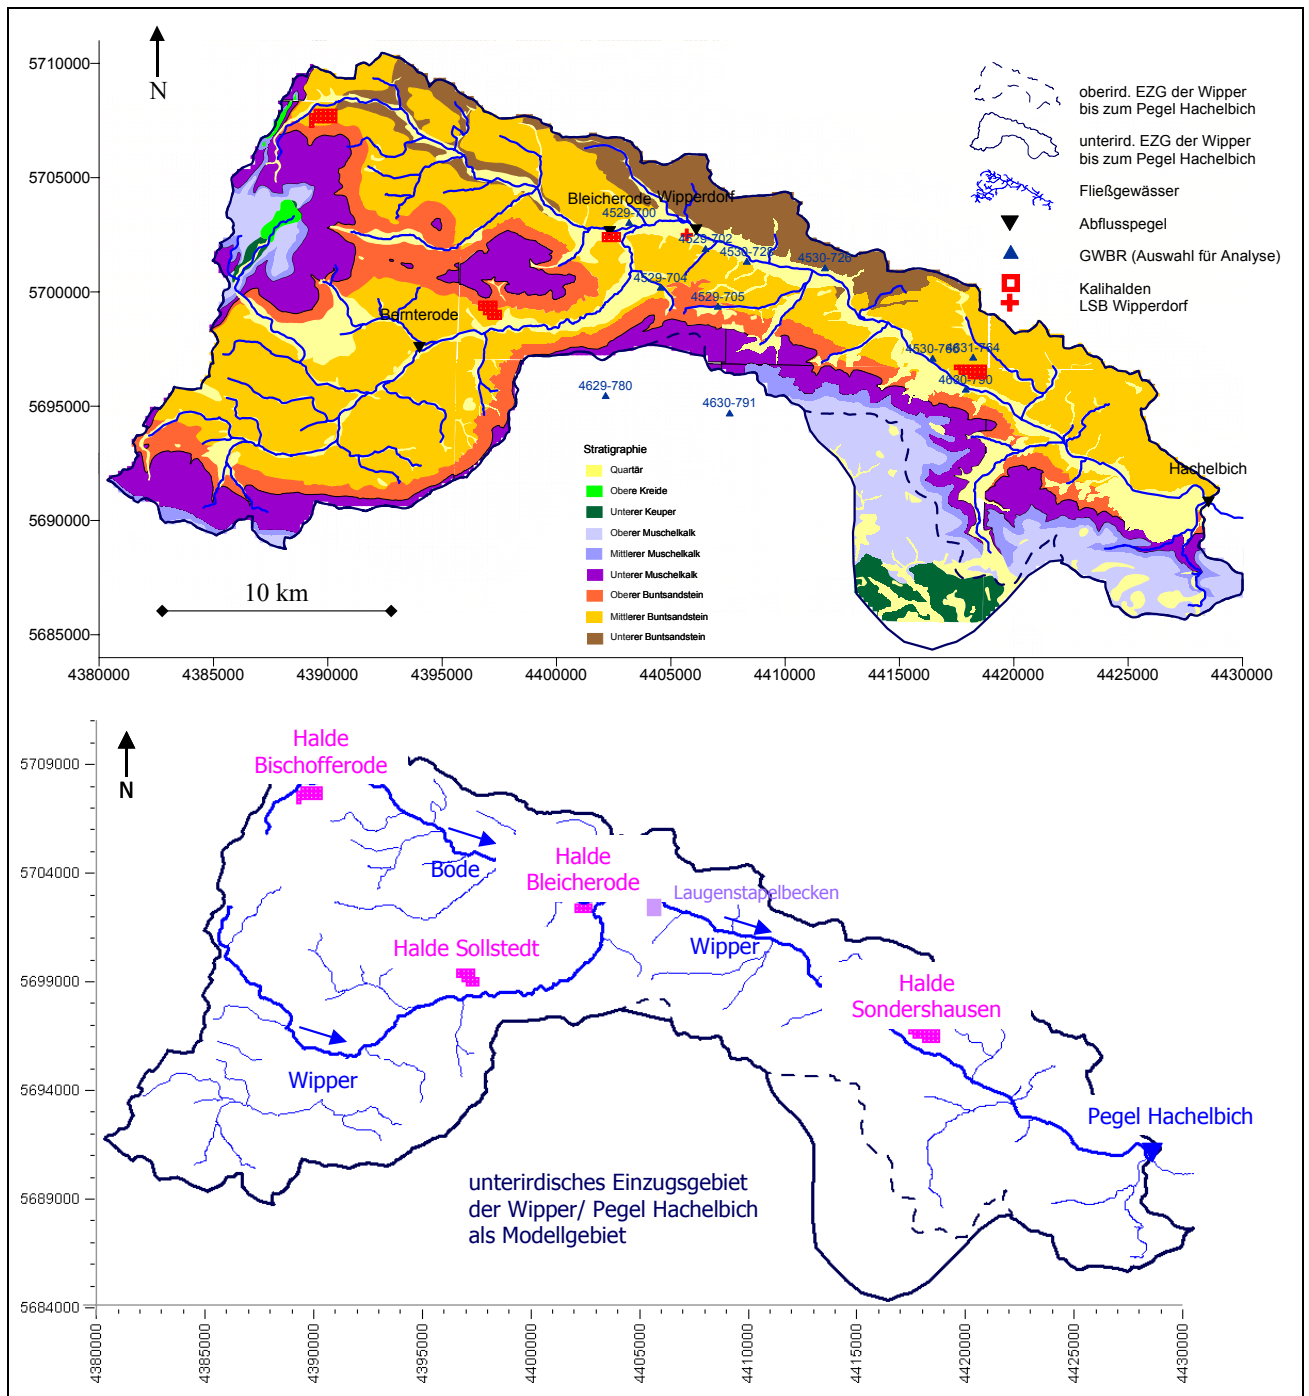 N
5710000
5705000
5700000
5695000
5690000
5685000
4380000
4385000
4390000
4395000
4400000
4405000
4410000
4415000
4420000
4425000
4430000
oberird. EZG der Wipper
bis zum Pegel Hachelbich
unterird. EZG der Wipper
bis zum Pegel Hachelbich
Fließgewässer
Abflusspegel
GWBR (Auswahl für Analyse)
Kalihalden
LSB Wipperdorf
Bleicherode
Wipperdorf
4529-700
4529-702
4530-728
4530-726
4529-704
4529-705
Bernterode
4631-764
4630-790
4629-780
4630-791
Hachelbich
Stratigraphie
Quartär
Obere Kreide
Unterer Keuper
Oberer Muschelkalk
Mittlerer Muschelkalk
Unterer Muschelkalk
Oberer Buntsandstein
Mittlerer Buntsandstein
Unterer Buntsandstein
10 km
N
5709000
5704000
5699000
5694000
5689000
5684000
4380000
4385000
4390000
4395000
4400000
4405000
4410000
4415000
4420000
4425000
4430000
Halde
Bischofferode
Bode
Halde
Bleicherode
Laugenstapelbecken
Wipper
Halde Sollstedt
Halde
Sondershausen
Wipper
Pegel Hachelbich
unterirdisches Einzugsgebiet
der Wipper/ Pegel Hachelbich
als Modellgebiet